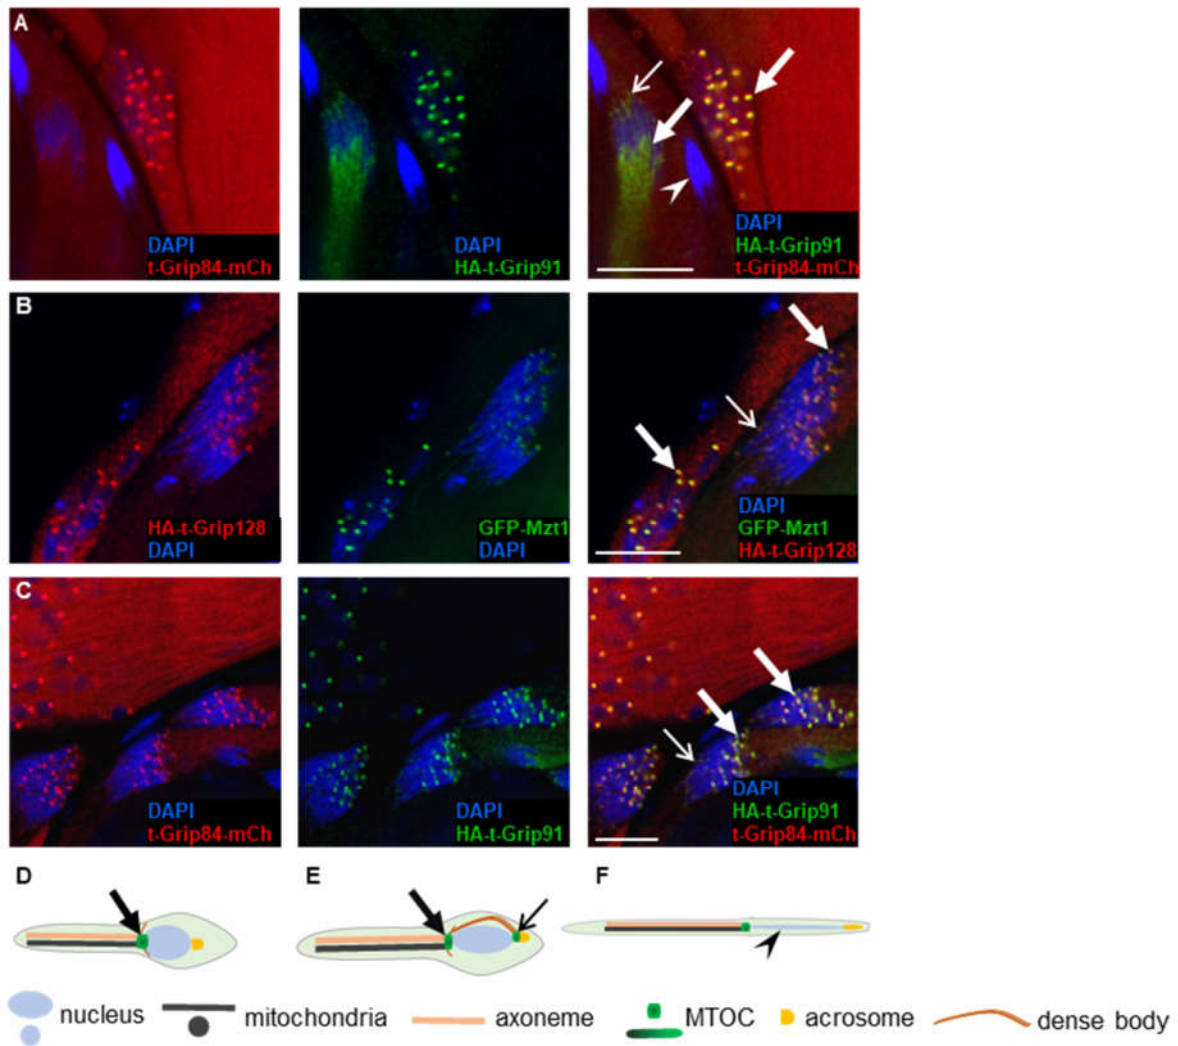 A
DAPI
t-Grip84-mCh
DAPI
HA-t-Grip91
DAPI
HA-t-Grip91
t-Grip84-mCh
B
HA-t-Grip128
DAPI
GFP-Mzt1
DAPI
DAPI
GFP-Mzt1
HA-t-Grip128
C
DAPI
t-Grip84-mCh
DAPI
HA-t-Grip91
DAPI
HA-t-Grip91
t-Grip84-mCh
D E F
nucleus mitochondria axoneme MTOC acrosome dense body